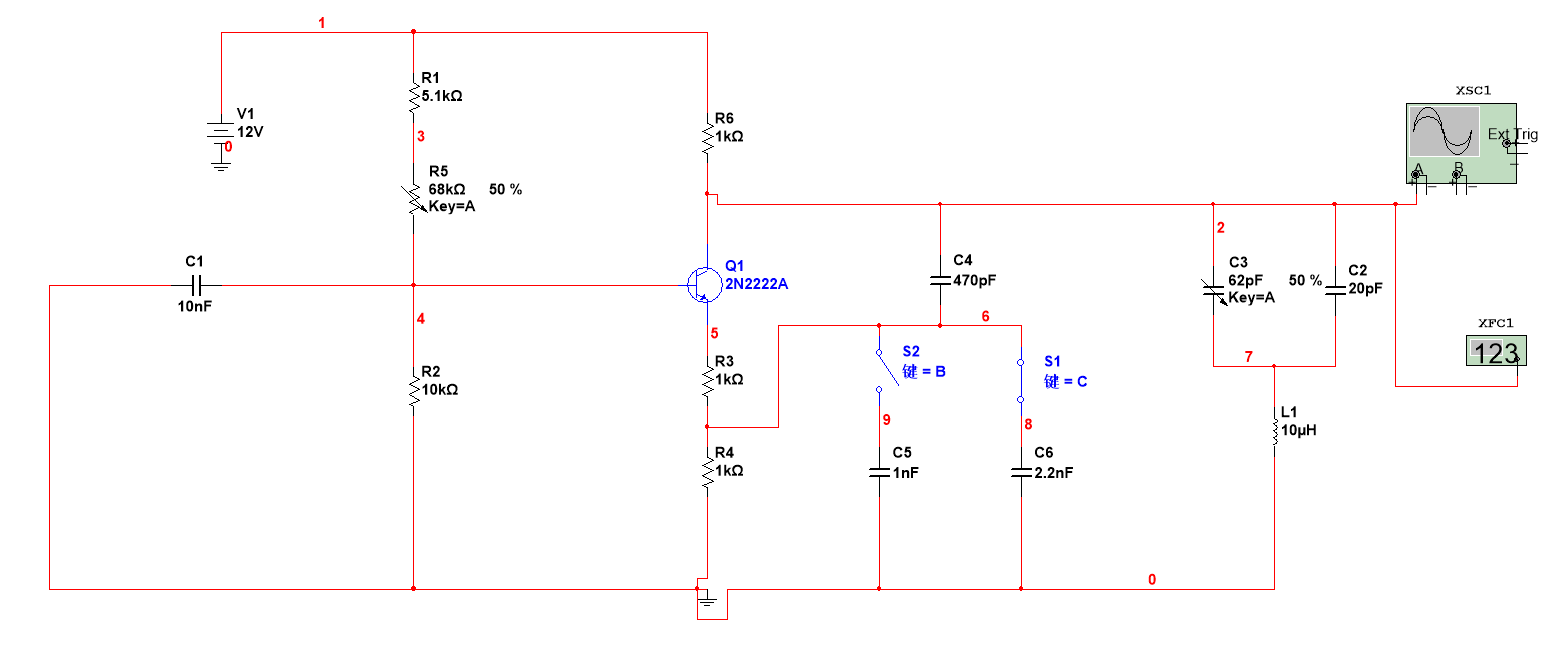 1
XSC1
R1
5.1kΩ
V1
12V
0
R6
1kΩ
Ext Trig
3
A
B
R5
68kΩ
50 %
Key=A
2
C1
10nF
Q1
2N2222A
C4
470pF
C3
62pF
50 %
Key=A
C2
20pF
4
5
6
XFC1
123
7
R3
1kΩ
S2
键 = B
S1
键 = C
R2
10kΩ
L1
10µH
9
8
R4
1kΩ
C5
1nF
C6
2.2nF
0